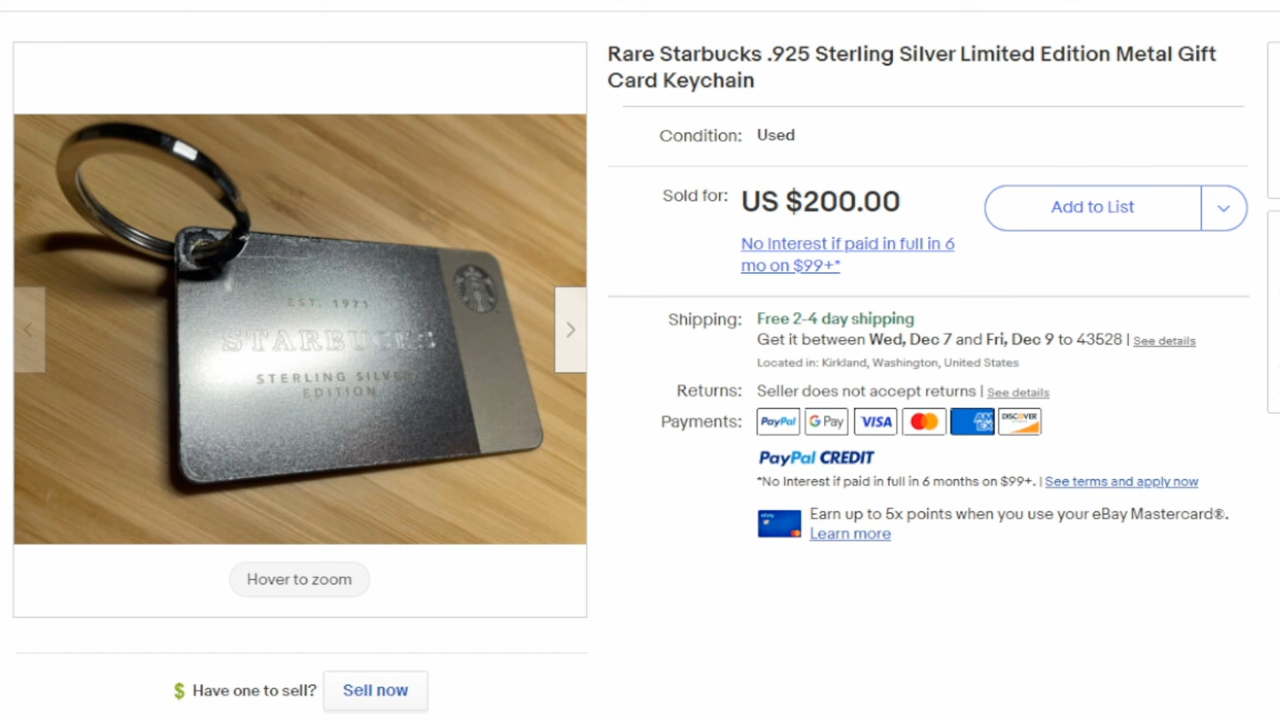 Rare Starbucks .925 Sterling Silver Limited Edition Metal Gift
Card Keychain
Condition: Used
Sold for: US $200.00
Add to List
No Interest if paid in full in 6
mo on $99+*
Shipping: Free 2-4 day shipping
Get it between Wed, Dec 7 and Fri, Dec 9 to 43528 | See details
Located in: Kirkland, Washington, United States
Returns: Seller does not accept returns | See details
Payments: PayPal G Pay VISA AMEX DISCOVER
PayPal CREDIT
*No Interest if paid in full in 6 months on $99+. | See terms and apply now
ebay
Earn up to 5x points when you use your eBay Mastercard®.
Learn more
EST. 1971
STARBUCKS
STERLING SILVER
EDITION
Hover to zoom
$ Have one to sell? Sell now